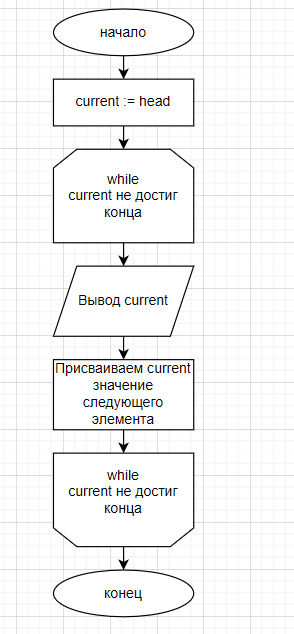 начало
current := head
while
current не достиг
конца
Вывод current
Присваиваем current
значение
следующего
элемента
while
current не достиг
конца
конец